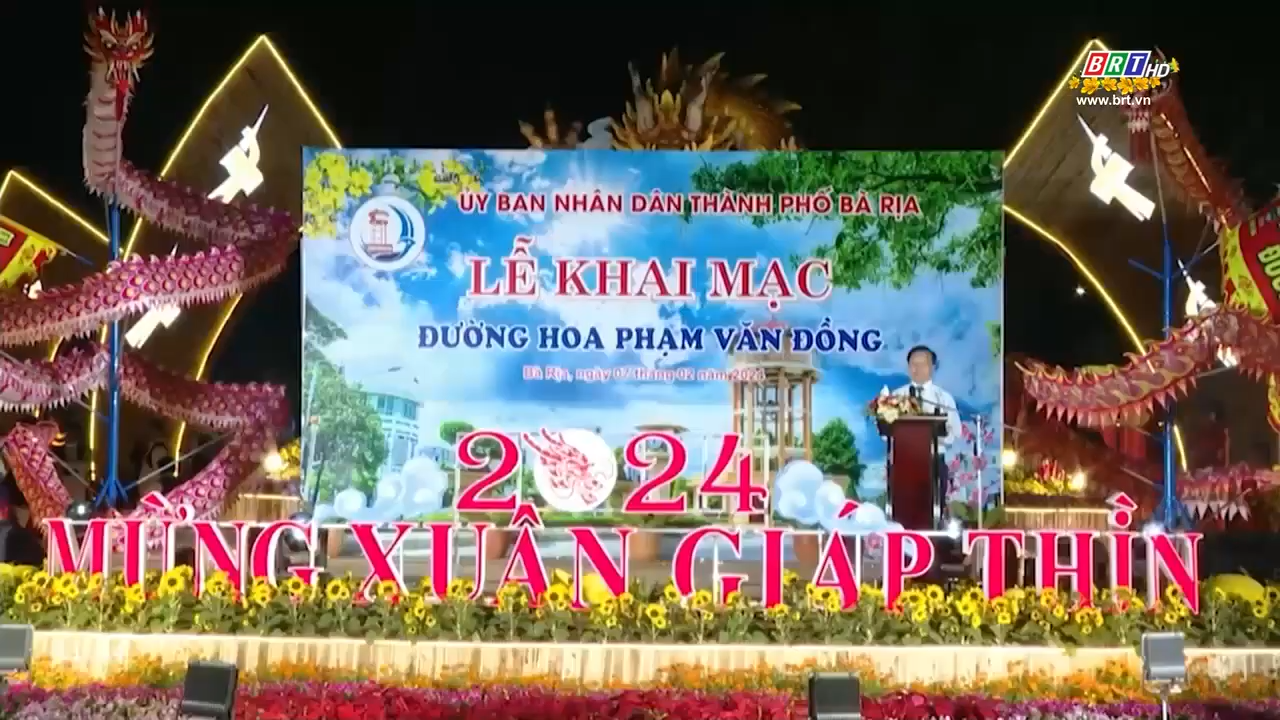 BRT HD
www.brt.vn
ỦY BAN NHÂN DÂN THÀNH PHỐ BÀ RỊA
LỄ KHAI MẠC
ĐƯỜNG HOA PHẠM VĂN ĐỒNG
Bà Rịa, ngày 07 tháng 02 năm 2024
2024
MỪNG XUÂN GIÁP THÌN